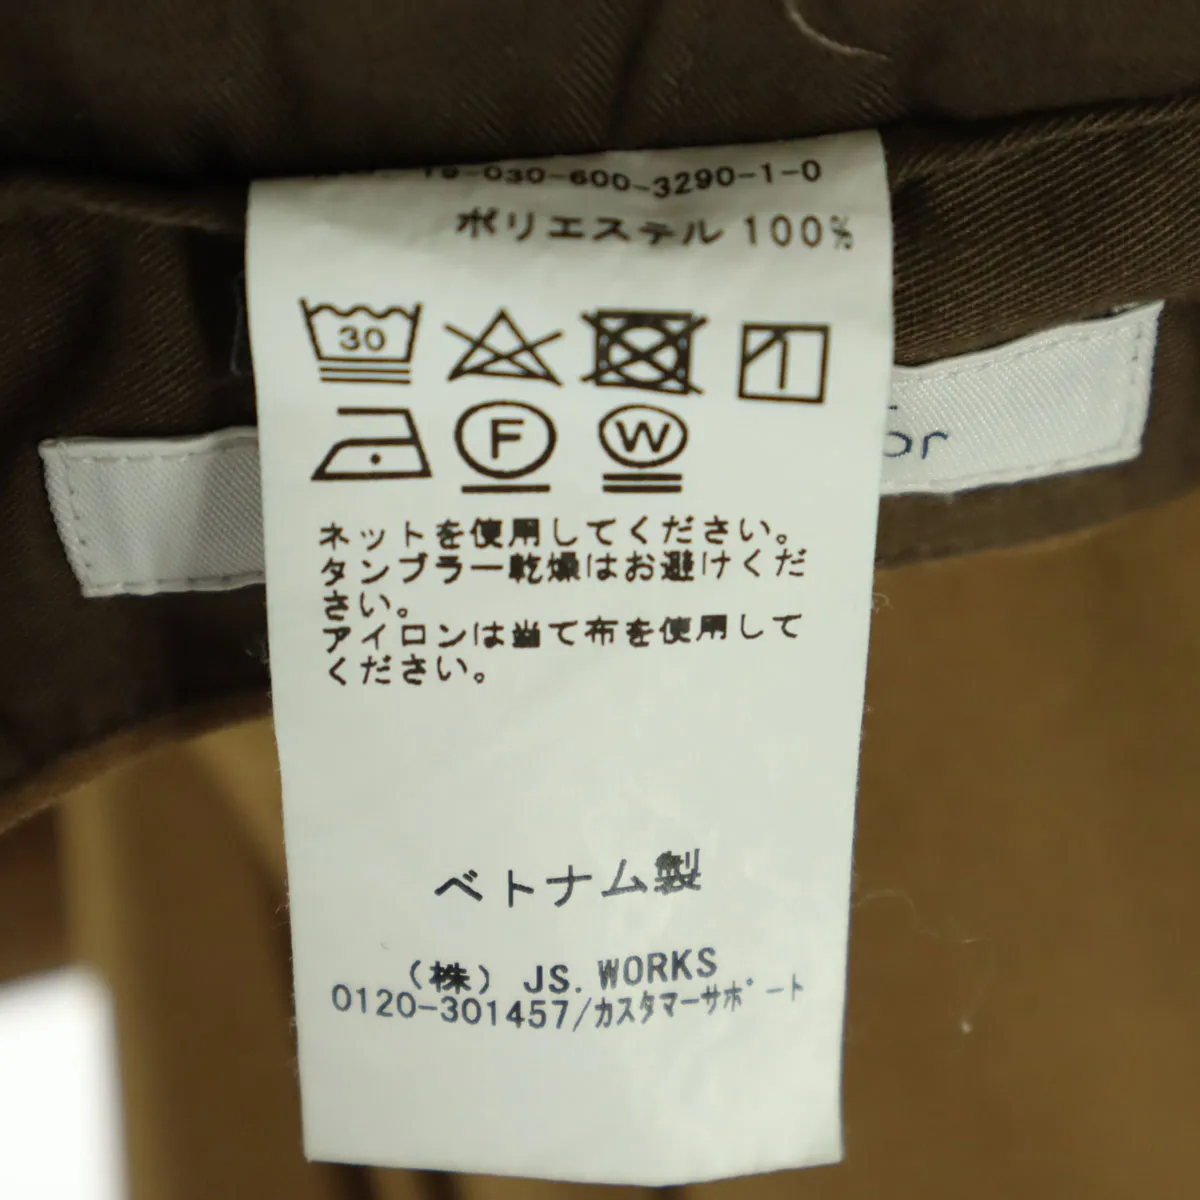 19-030-600-3290-1-0
ポリエステル 100%
30
F W
ネットを使用してください。
タンブラー乾燥はお避けくだ
さい。
アイロンは当て布を使用して
ください。
ベトナム製
(株) JS. WORKS
0120-301457/カスタマーサポート